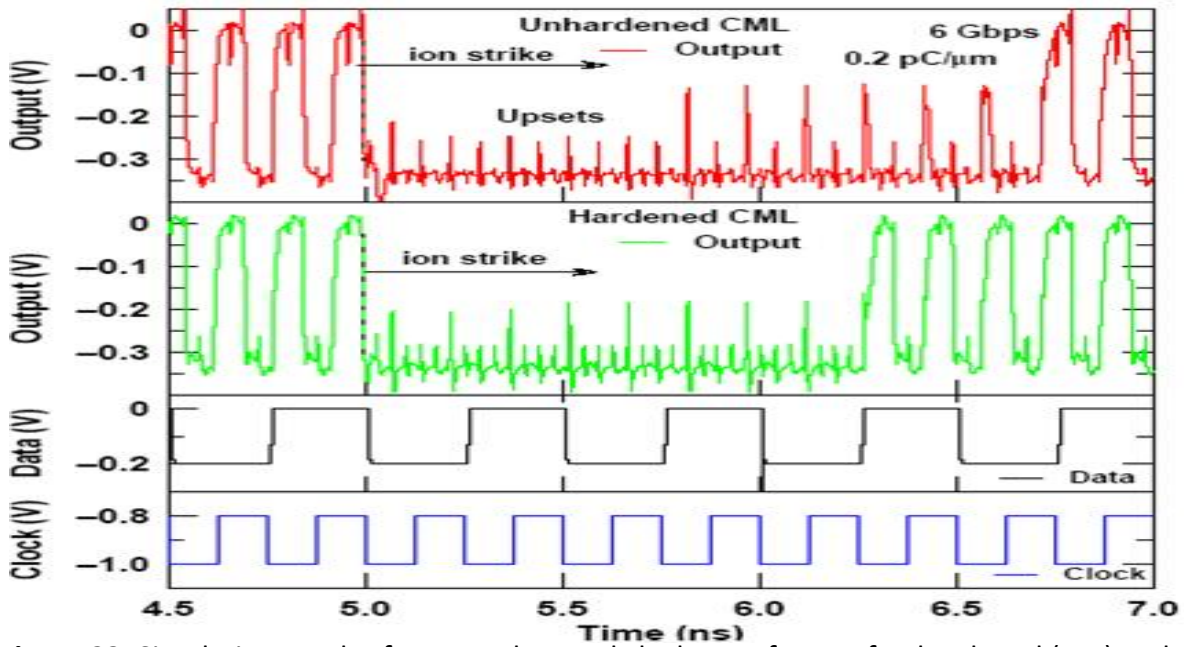 Unhardened CML
Output
6 Gbps
0.2 pC/μm
ion strike
Upsets
Output (V)
0
−0.1
−0.2
−0.3
Hardened CML
Output
ion strike
Output (V)
0
−0.1
−0.2
−0.3
Data (V)
0
−0.2
Data
Clock (V)
−0.8
−1.0
Clock
4.5 5.0 5.5 6.0 6.5 7.0
Time (ns)